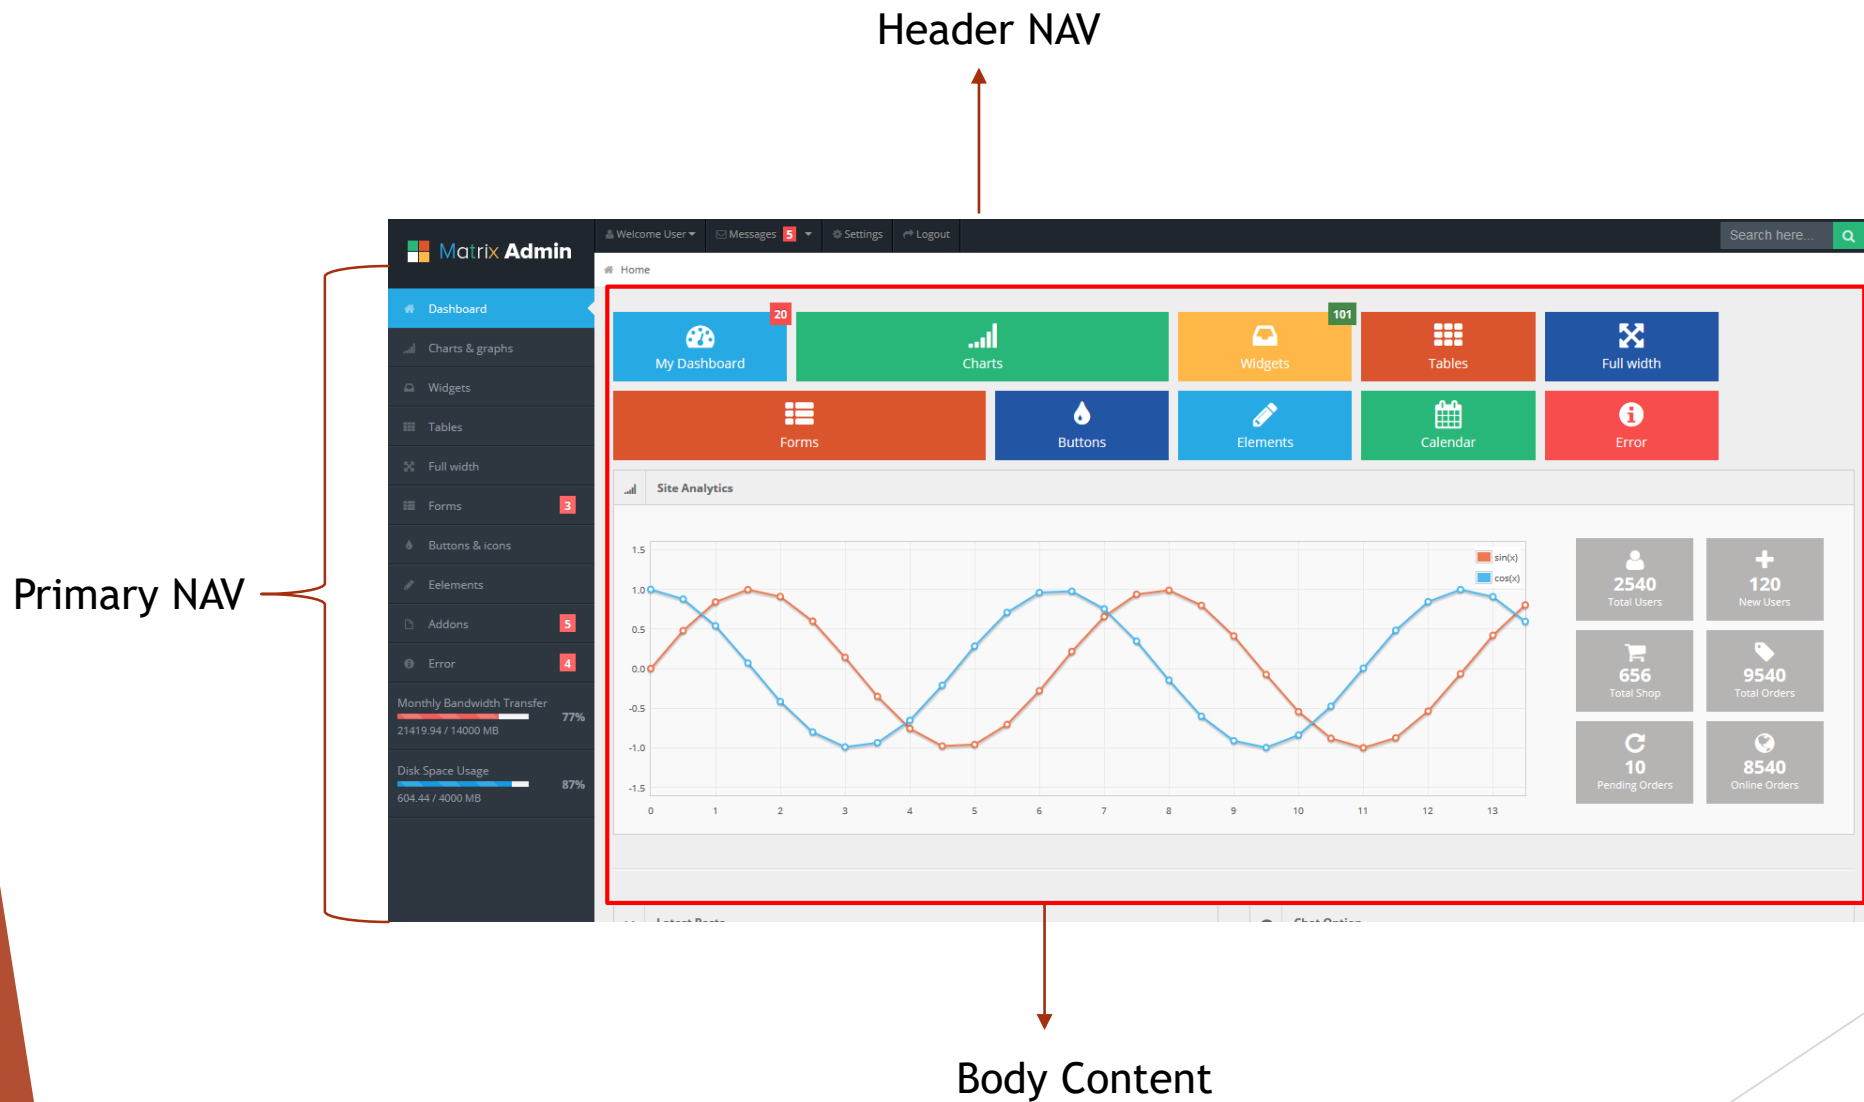 Header NAV
Matrix Admin
Welcome User
Messages 5
Settings
Logout
Search here...
Home
Primary NAV
Dashboard
Charts & graphs
Widgets
Tables
Full width
Forms 3
Buttons & icons
Eelements
Addons 5
Error 4
Monthly Bandwidth Transfer
77%
21419.94 / 14000 MB
Disk Space Usage
87%
604.44 / 4000 MB
20
My Dashboard
Charts
101
Widgets
Tables
Full width
Forms
Buttons
Elements
Calendar
Error
Site Analytics
1.5
1.0
0.5
0.0
-0.5
-1.0
-1.5
0 1 2 3 4 5 6 7 8 9 10 11 12 13
sin(x)
cos(x)
2540
Total Users
120
New Users
656
Total Shop
9540
Total Orders
10
Pending Orders
8540
Online Orders
Latest Posts
Chat Option
Body Content